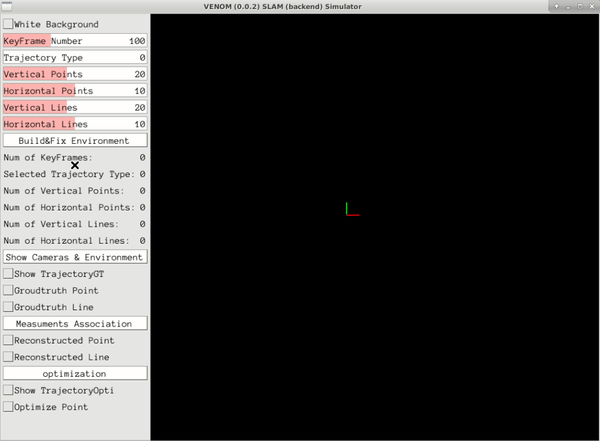 VENOM (0.0.2) SLAM (backend) Simulator
White Background
KeyFrame Number 100
Trajectory Type 0
Vertical Points 20
Horizontal Points 10
Vertical Lines 20
Horizontal Lines 10
Build&Fix Environment
Num of KeyFrames: 0
Selected Trajectory Type: 0
Num of Vertical Points: 0
Num of Horizontal Points: 0
Num of Vertical Lines: 0
Num of Horizontal Lines: 0
Show Cameras & Environment
Show TrajectoryGT
Groudtruth Point
Groudtruth Line
Measuments Association
Reconstructed Point
Reconstructed Line
optimization
Show TrajectoryOpti
Optimize Point